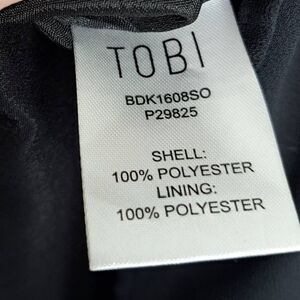 TOBI
BDK1608SO
P29825
SHELL:
100% POLYESTER
LINING:
100% POLYESTER